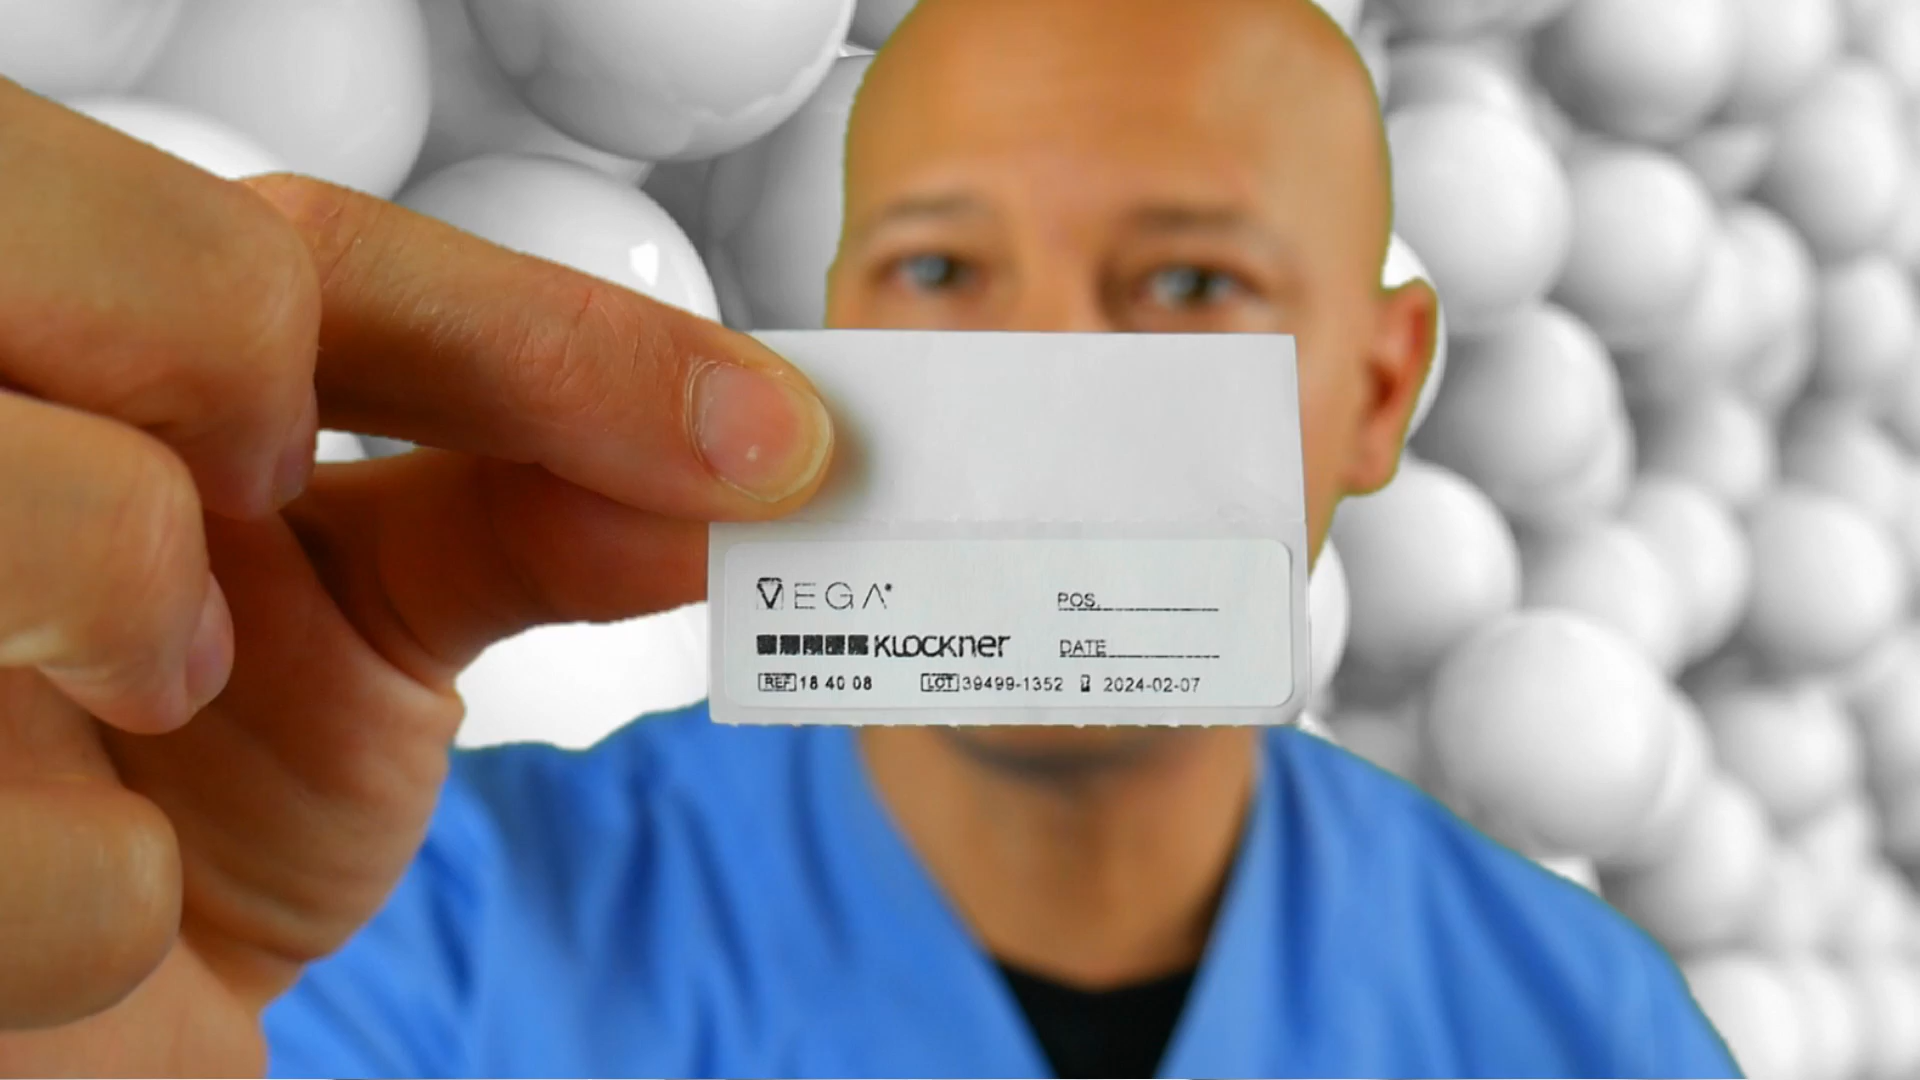 VEGA®
POS.
KLOCKNER
DATE
REF 18 40 08 LOT 39499-1352 2024-02-07